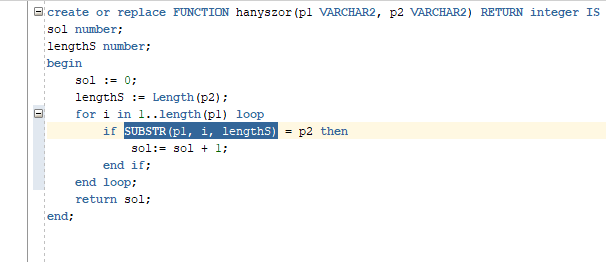 create or replace FUNCTION hanyszor(p1 VARCHAR2, p2 VARCHAR2) RETURN integer IS
sol number;
lengthS number;
begin
    sol := 0;
    lengthS := Length(p2);
    for i in 1..length(p1) loop
        if SUBSTR(p1, i, lengthS) = p2 then
            sol:= sol + 1;
        end if;
    end loop;
    return sol;
end;